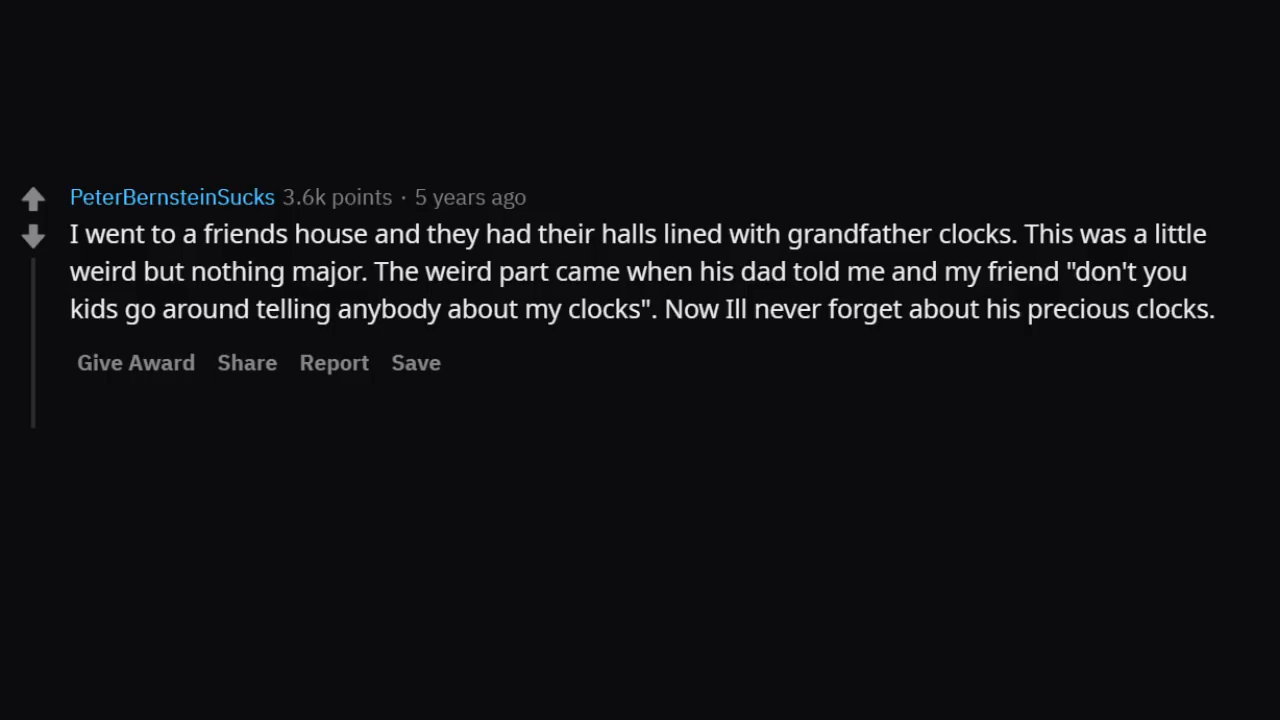 PeterBernsteinSucks 3.6k points · 5 years ago
I went to a friends house and they had their halls lined with grandfather clocks. This was a little
weird but nothing major. The weird part came when his dad told me and my friend "don't you
kids go around telling anybody about my clocks". Now Ill never forget about his precious clocks.
Give Award Share Report Save